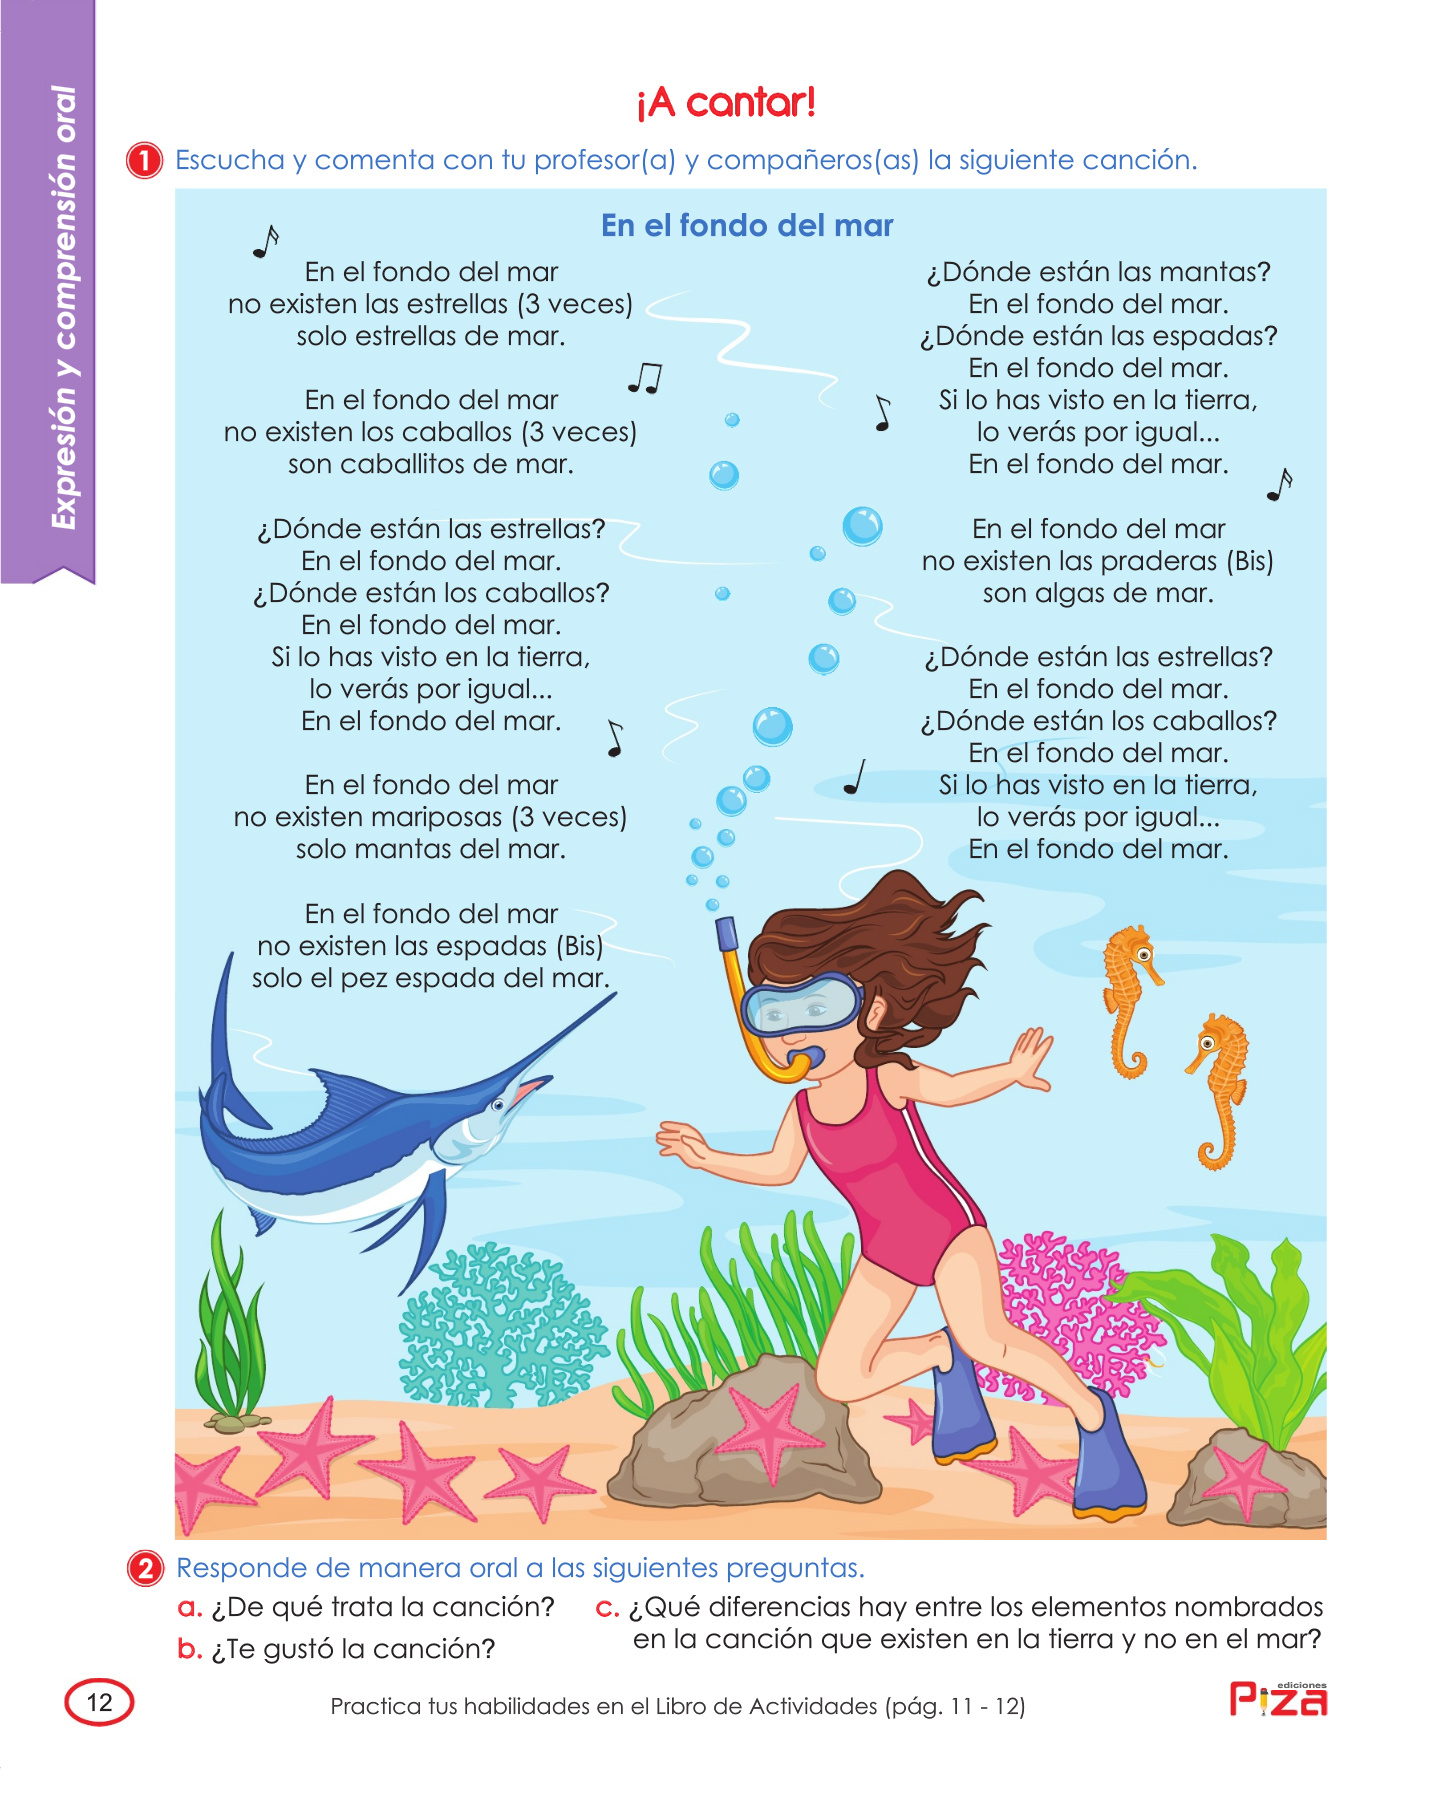 Expresión y comprensión oral
¡A cantar!
1 Escucha y comenta con tu profesor(a) y compañeros(as) la siguiente canción.
En el fondo del mar
En el fondo del mar
no existen las estrellas (3 veces)
solo estrellas de mar.
En el fondo del mar
no existen los caballos (3 veces)
son caballitos de mar.
¿Dónde están las estrellas?
En el fondo del mar.
¿Dónde están los caballos?
En el fondo del mar.
Si lo has visto en la tierra,
lo verás por igual...
En el fondo del mar.
En el fondo del mar
no existen mariposas (3 veces)
solo mantas del mar.
En el fondo del mar
no existen las espadas (Bis)
solo el pez espada del mar.
¿Dónde están las mantas?
En el fondo del mar.
¿Dónde están las espadas?
En el fondo del mar.
Si lo has visto en la tierra,
lo verás por igual...
En el fondo del mar.
En el fondo del mar
no existen las praderas (Bis)
son algas de mar.
¿Dónde están las estrellas?
En el fondo del mar.
¿Dónde están los caballos?
En el fondo del mar.
Si lo has visto en la tierra,
lo verás por igual...
En el fondo del mar.
2 Responde de manera oral a las siguientes preguntas.
a. ¿De qué trata la canción?
b. ¿Te gustó la canción?
c. ¿Qué diferencias hay entre los elementos nombrados
en la canción que existen en la tierra y no en el mar?
12
Practica tus habilidades en el Libro de Actividades (pág. 11 - 12)
ediciones
Piza